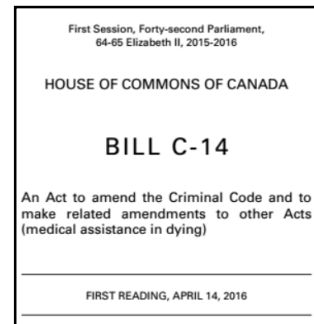 First Session, Forty-second Parliament,
64-65 Elizabeth II, 2015-2016
HOUSE OF COMMONS OF CANADA
BILL C-14
An Act to amend the Criminal Code and to
make related amendments to other Acts
(medical assistance in dying)
FIRST READING, APRIL 14, 2016